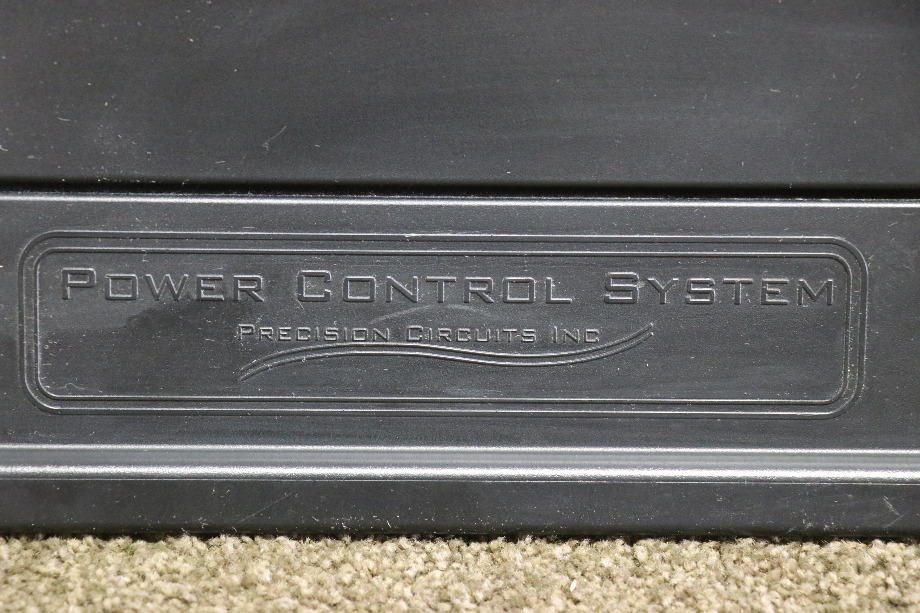 Power Control System
Precision Circuits Inc